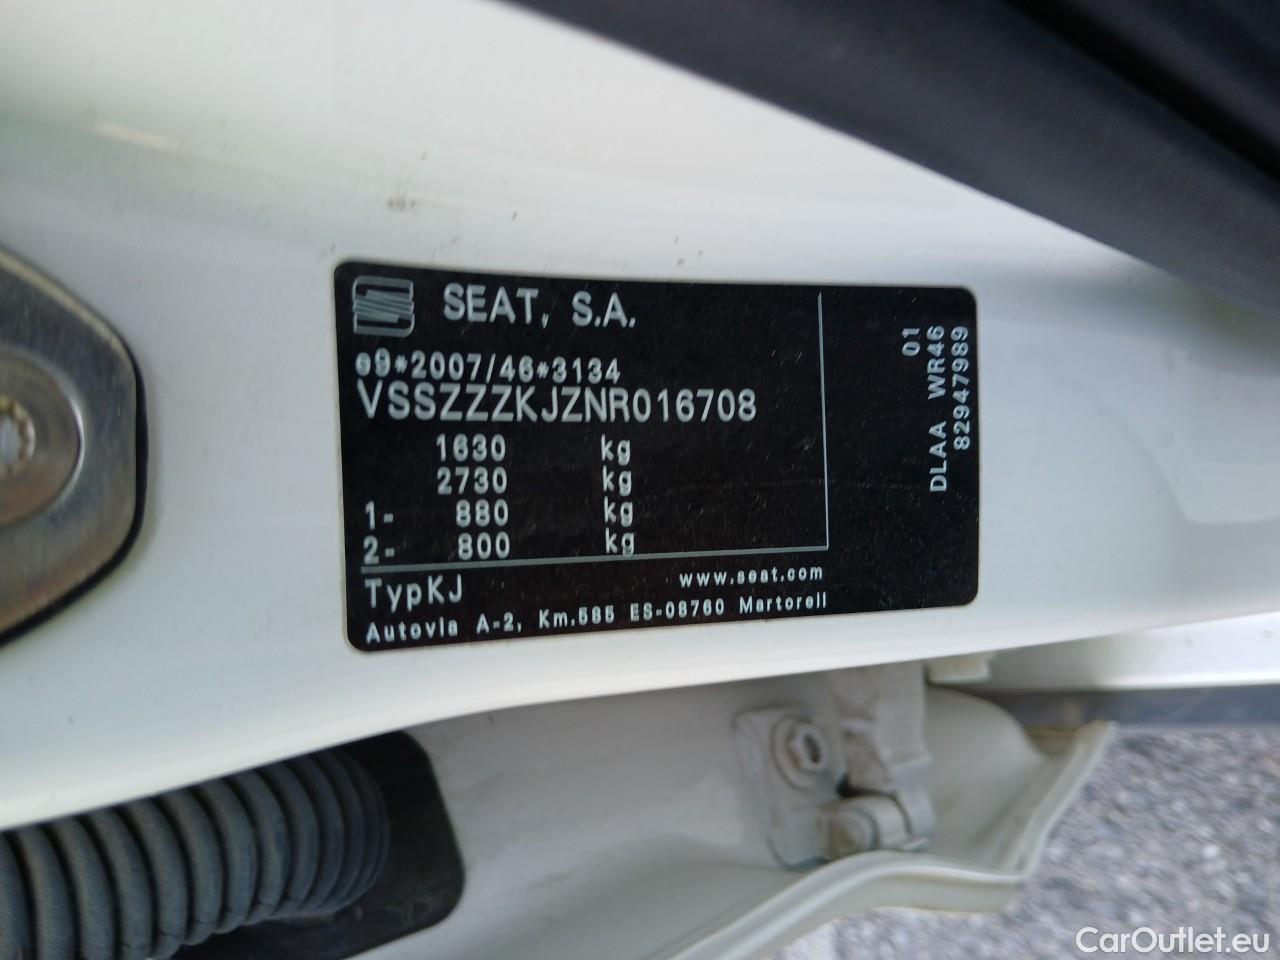 SEAT, S.A.
e9*2007/46*3134
VSSZZZKJZNR016708
1630 kg
2730 kg
1- 880 kg
2- 800 kg
TypKJ
www.seat.com
Autovia A-2, Km.585 ES-08760 Martorell
01
DLAA WR46
82947989
CarOutlet.eu